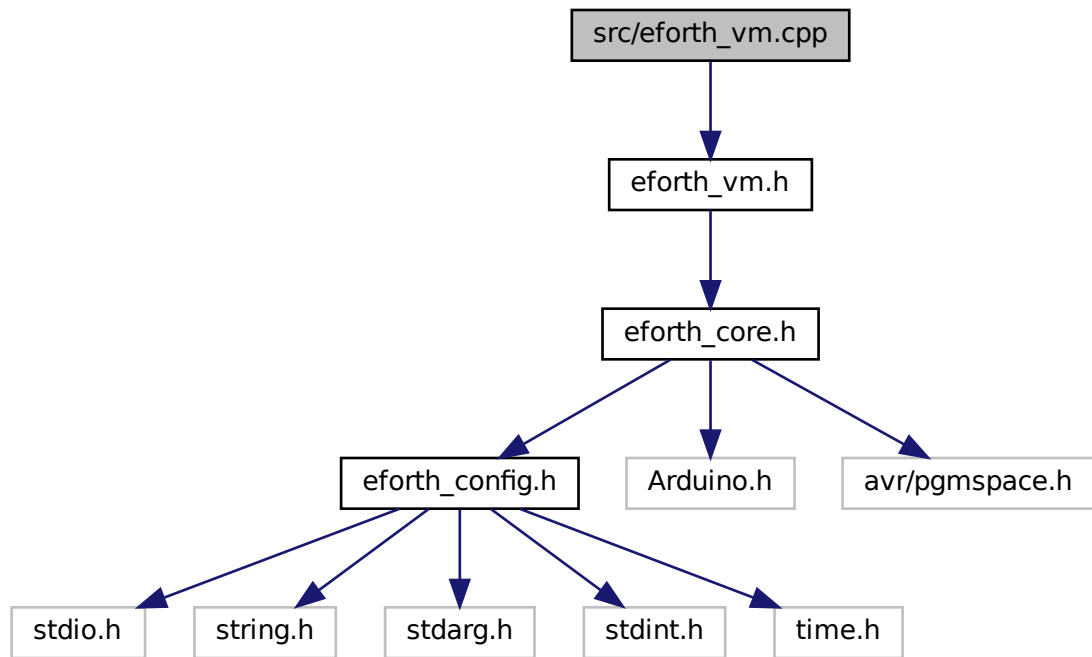 src/eforth_vm.cpp
eforth_vm.h
eforth_core.h
eforth_config.h
Arduino.h
avr/pgmspace.h
stdio.h
string.h
stdarg.h
stdint.h
time.h